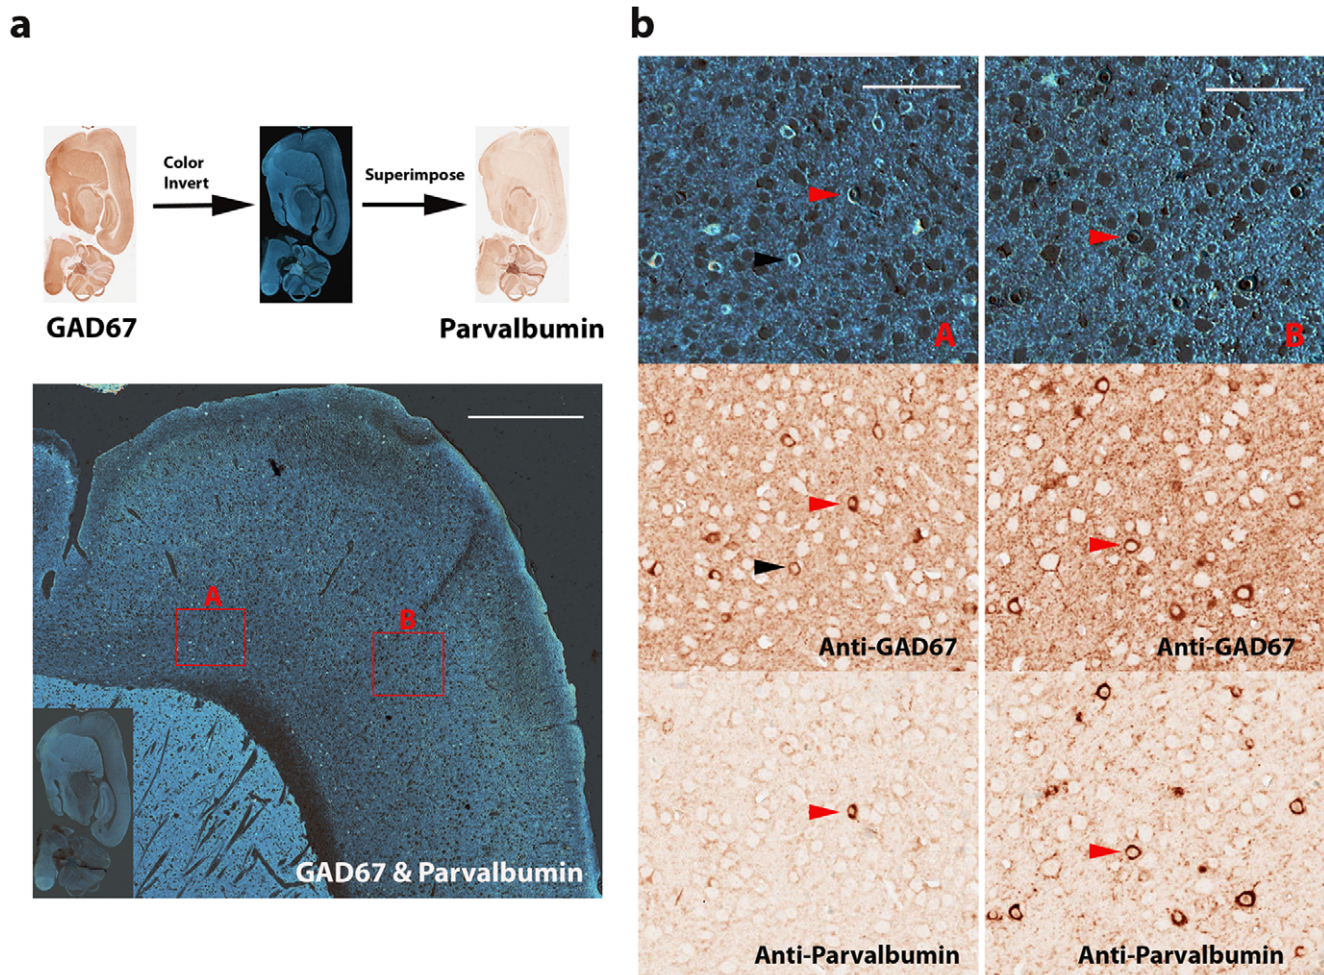 a
Color
Invert
Superimpose
GAD67
Parvalbumin
A
B
GAD67 & Parvalbumin
b
A
B
Anti-GAD67
Anti-GAD67
Anti-Parvalbumin
Anti-Parvalbumin